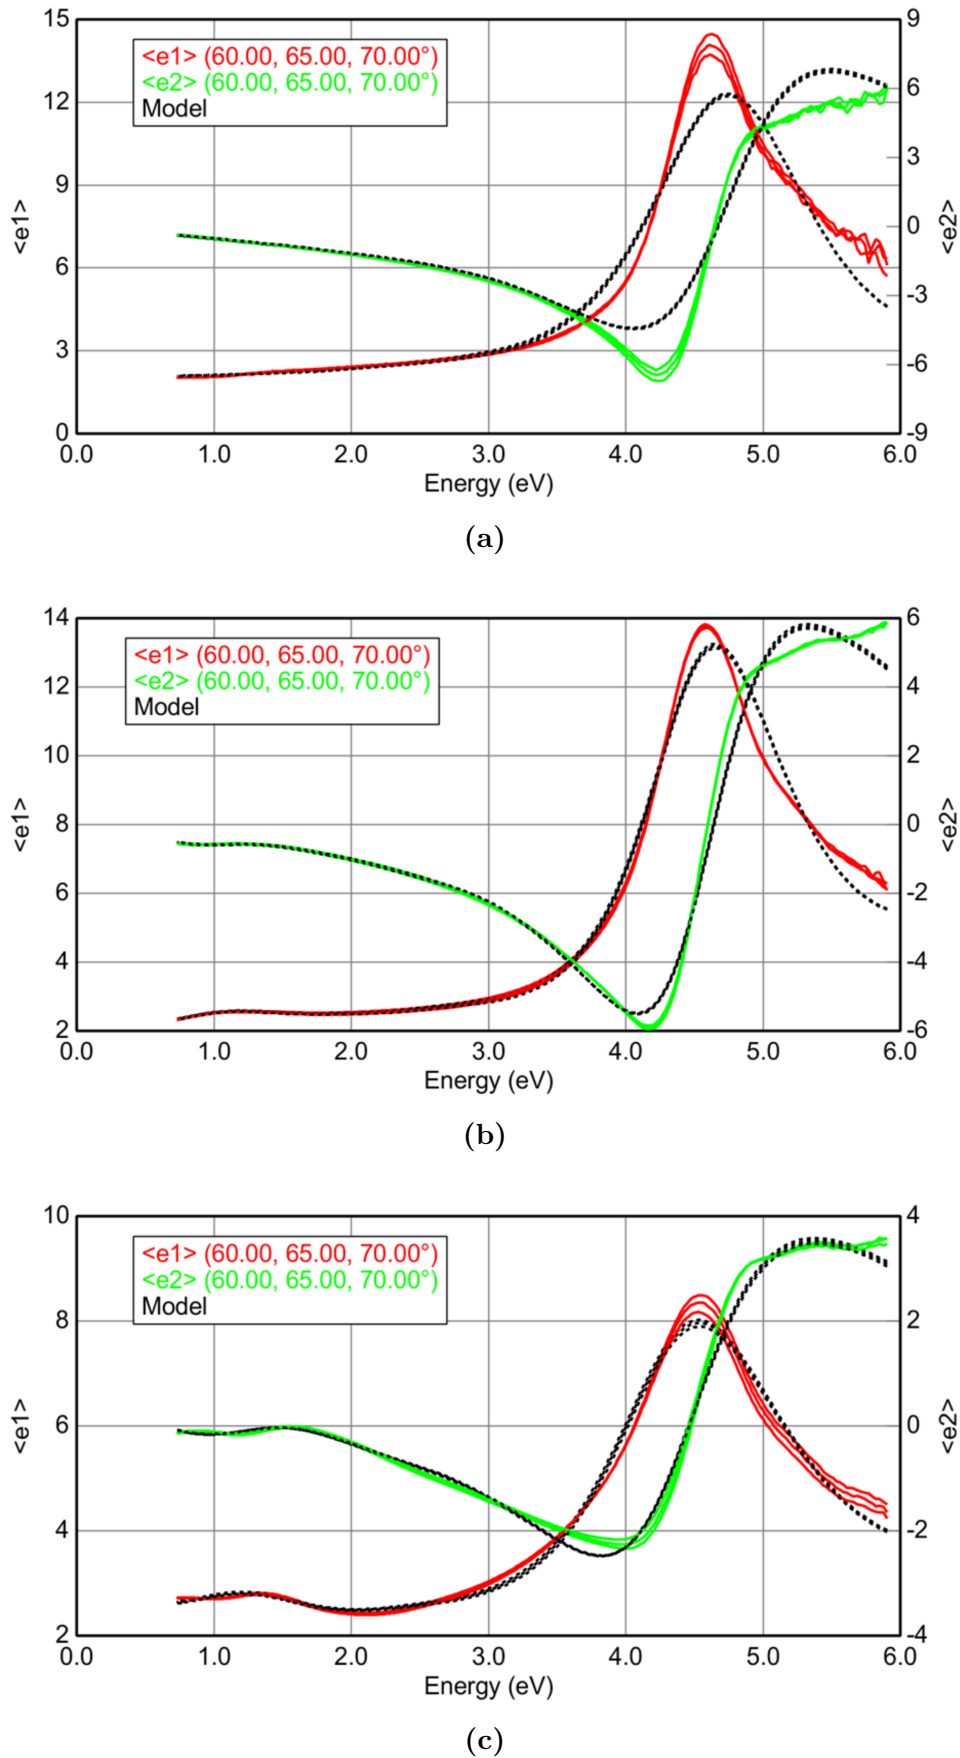 15
12
9
6
3
0
<e1>
<e1> (60.00, 65.00, 70.00°)
<e2> (60.00, 65.00, 70.00°)
Model
9
6
3
0
-3
-6
-9
<e2>
0.0 1.0 2.0 3.0 4.0 5.0 6.0
Energy (eV)
(a)
14
12
10
8
6
4
2
<e1>
<e1> (60.00, 65.00, 70.00°)
<e2> (60.00, 65.00, 70.00°)
Model
6
4
2
0
-2
-4
-6
<e2>
0.0 1.0 2.0 3.0 4.0 5.0 6.0
Energy (eV)
(b)
10
8
6
4
2
<e1>
<e1> (60.00, 65.00, 70.00°)
<e2> (60.00, 65.00, 70.00°)
Model
4
2
0
-2
-4
<e2>
0.0 1.0 2.0 3.0 4.0 5.0 6.0
Energy (eV)
(c)